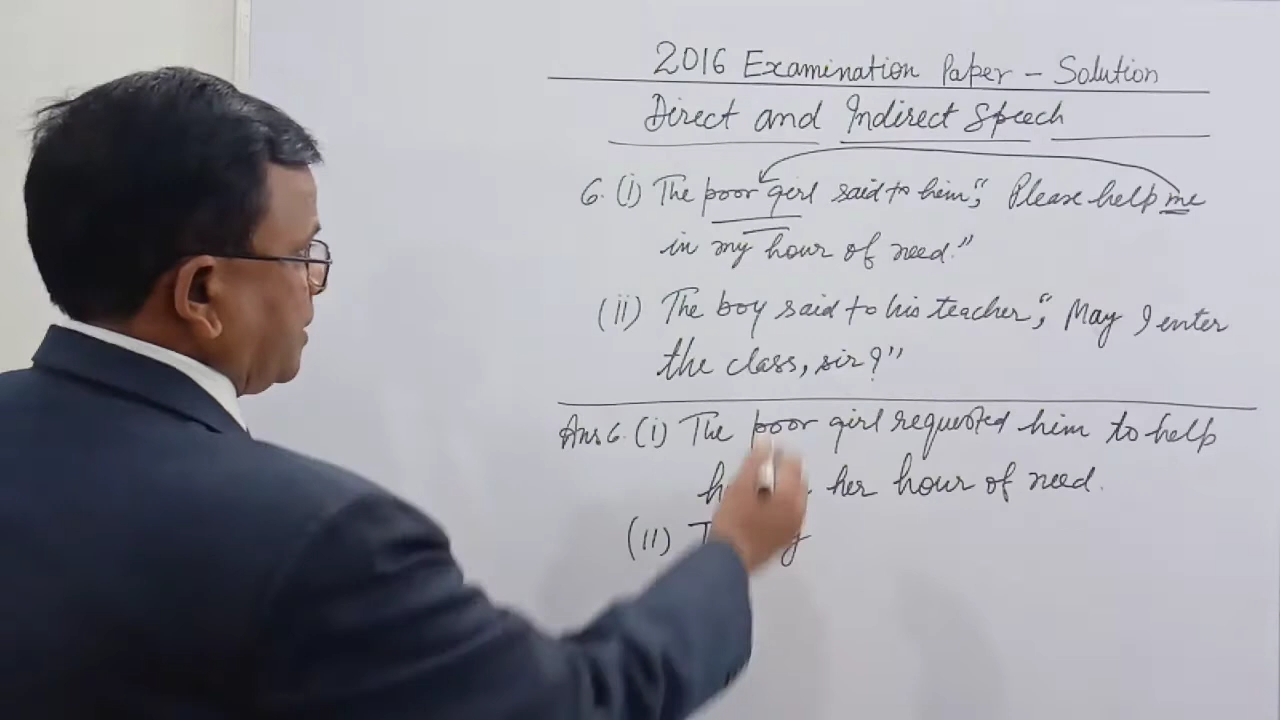 2016 Examination Paper - Solution
Direct and Indirect Speech
6. (i) The poor girl said to him,“ Please help me
in my hour of need.”
(ii) The boy said to his teacher,“ May I enter
the class, sir?”
Ans 6. (i) The poor girl requested him to help
her hour of need.
(ii)